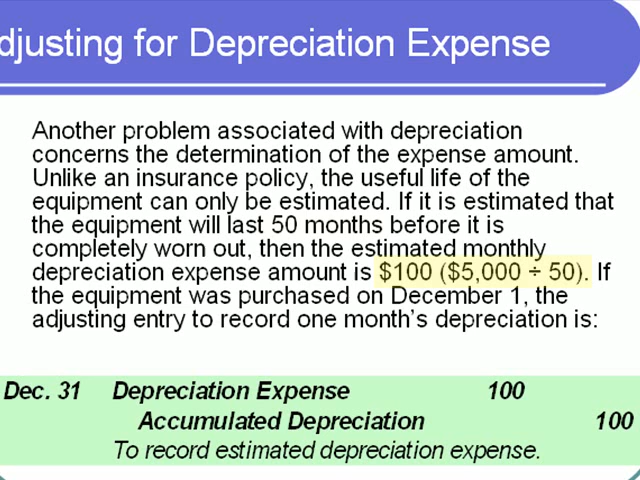 djusting for Depreciation Expense
Another problem associated with depreciation
concerns the determination of the expense amount.
Unlike an insurance policy, the useful life of the
equipment can only be estimated. If it is estimated that
the equipment will last 50 months before it is
completely worn out, then the estimated monthly
depreciation expense amount is $100 ($5,000 ÷ 50). If
the equipment was purchased on December 1, the
adjusting entry to record one month’s depreciation is:
Dec. 31 Depreciation Expense 100
Accumulated Depreciation 100
To record estimated depreciation expense.